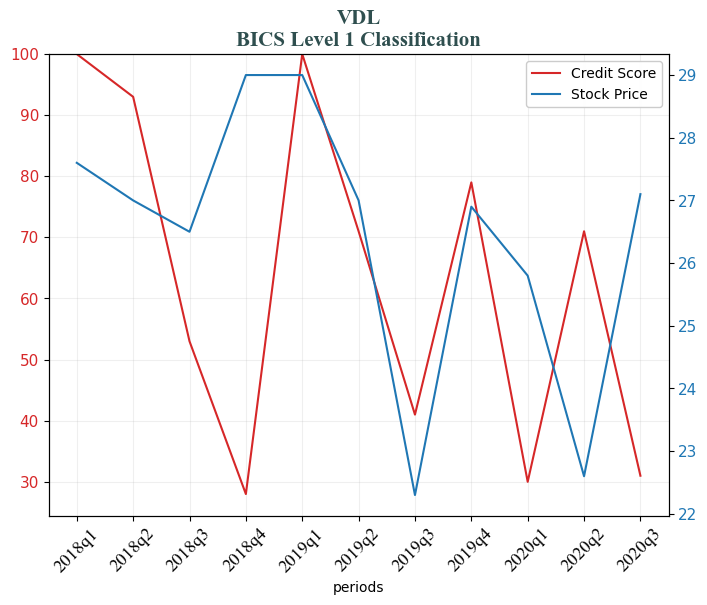 VDL
BICS Level 1 Classification
Credit Score
Stock Price
100
90
80
70
60
50
40
30
29
28
27
26
25
24
23
22
2018q1
2018q2
2018q3
2018q4
2019q1
2019q2
2019q3
2019q4
2020q1
2020q2
2020q3
periods